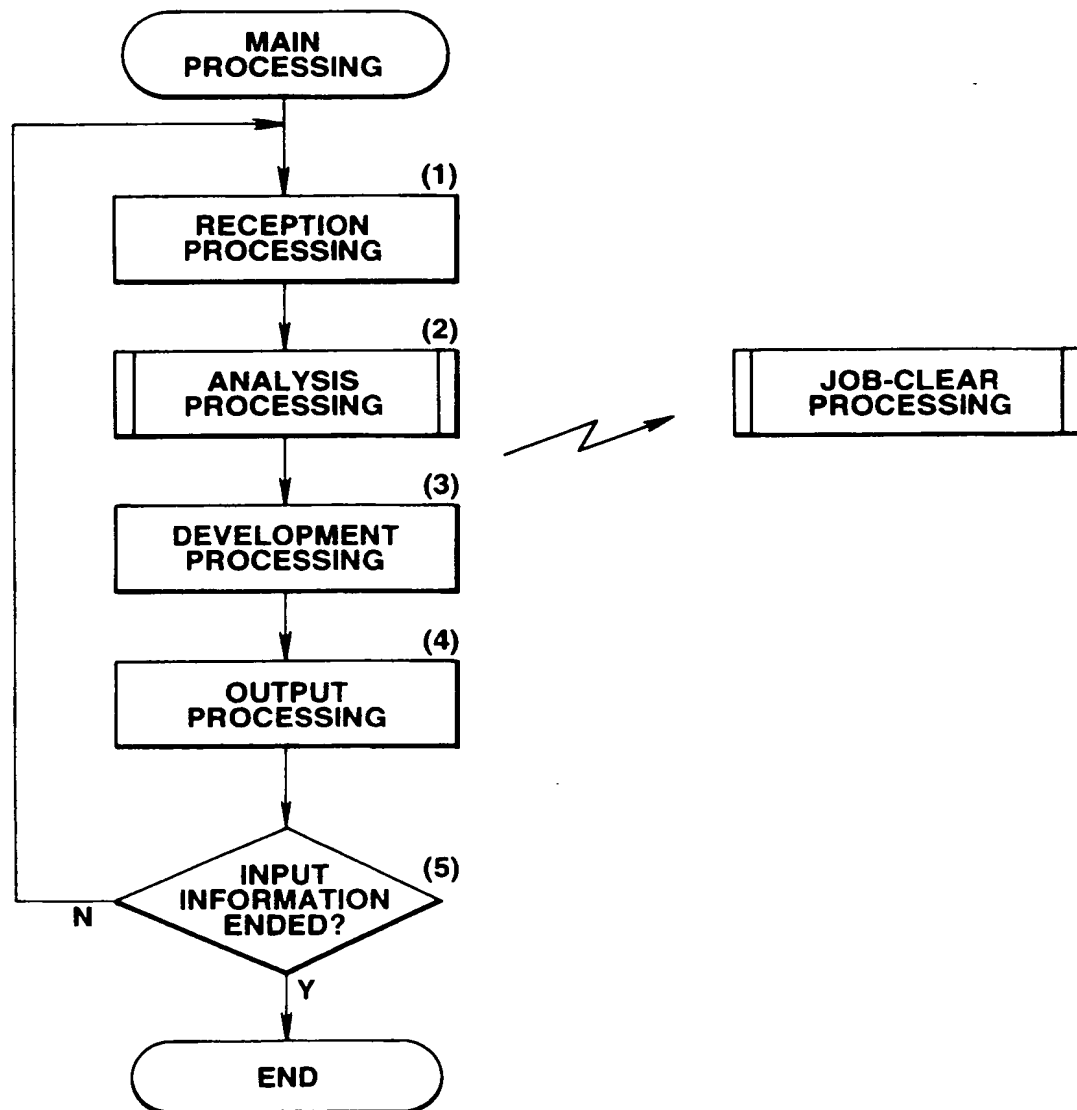 MAIN
PROCESSING
(1)
RECEPTION
PROCESSING
(2)
ANALYSIS
PROCESSING
JOB-CLEAR
PROCESSING
(3)
DEVELOPMENT
PROCESSING
(4)
OUTPUT
PROCESSING
(5)
INPUT
INFORMATION
ENDED?
N
Y
END